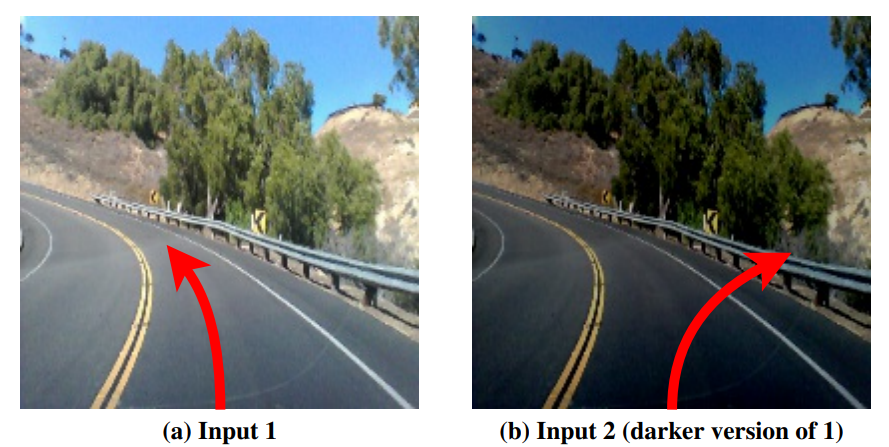 (a) Input 1
(b) Input 2 (darker version of 1)